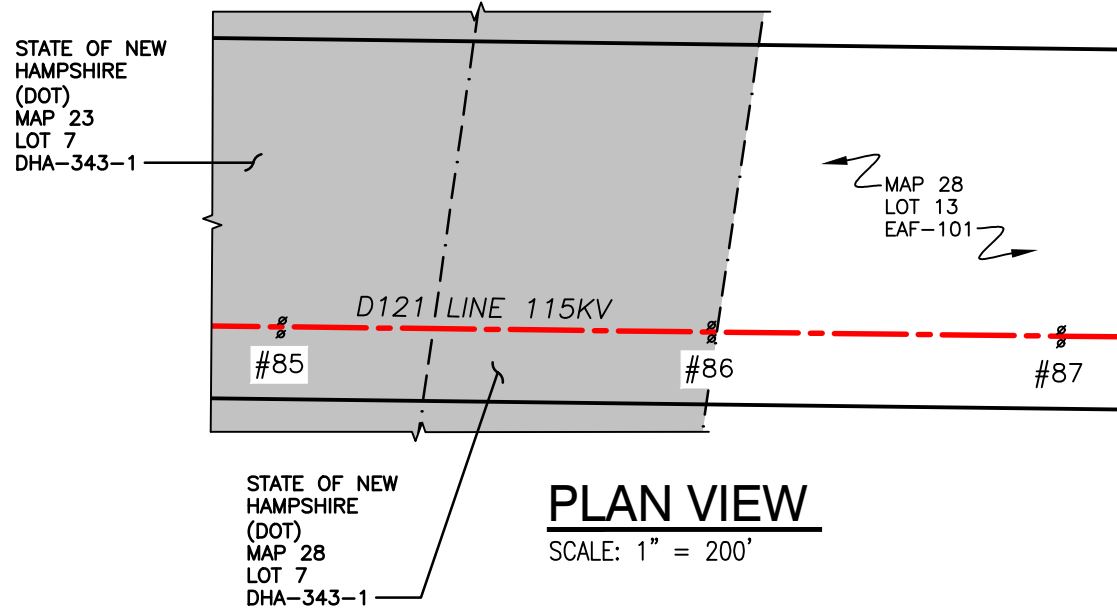 STATE OF NEW
HAMPSHIRE
(DOT)
MAP 23
LOT 7
DHA-343-1
MAP 28
LOT 13
EAF-101
D121 LINE 115KV
#85
#86
#87
STATE OF NEW
HAMPSHIRE
(DOT)
MAP 28
LOT 7
DHA-343-1
PLAN VIEW
SCALE: 1" = 200'